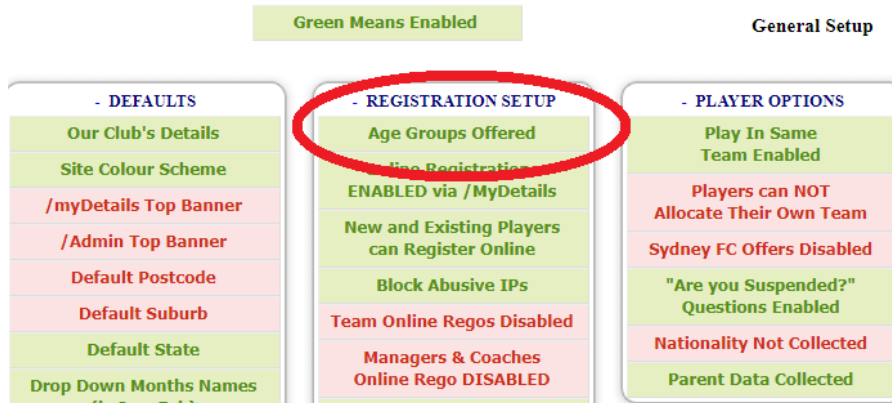 Green Means Enabled
General Setup
- DEFAULTS
Our Club's Details
Site Colour Scheme
/myDetails Top Banner
/Admin Top Banner
Default Postcode
Default Suburb
Default State
Drop Down Months Names
- REGISTRATION SETUP
Age Groups Offered
Registration
ENABLED via /MyDetails
New and Existing Players
can Register Online
Block Abusive IPs
Team Online Regos Disabled
Managers & Coaches
Online Rego DISABLED
- PLAYER OPTIONS
Play In Same
Team Enabled
Players can NOT
Allocate Their Own Team
Sydney FC Offers Disabled
"Are you Suspended?"
Questions Enabled
Nationality Not Collected
Parent Data Collected